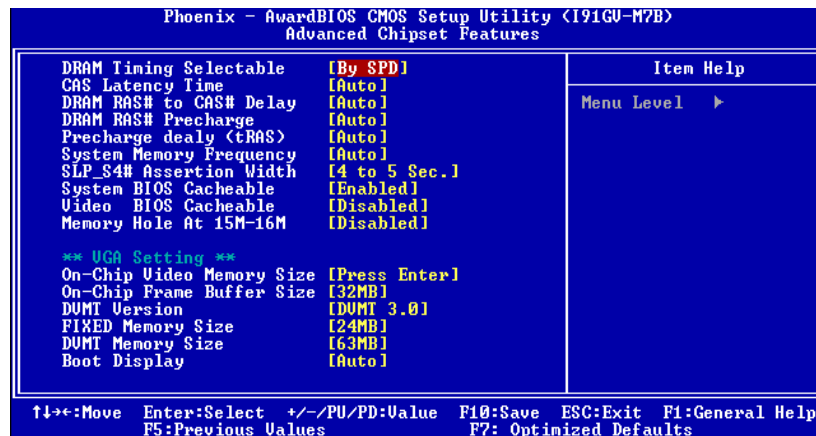 Phoenix - AwardBIOS CMOS Setup Utility (I91GV-M7B)
Advanced Chipset Features
DRAM Timing Selectable [By SPD]
CAS Latency Time [Auto]
DRAM RAS# to CAS# Delay [Auto]
DRAM RAS# Precharge [Auto]
Precharge dealy (tRAS) [Auto]
System Memory Frequency [Auto]
SLP_S4# Assertion Width [4 to 5 Sec.]
System BIOS Cacheable [Enabled]
Video BIOS Cacheable [Disabled]
Memory Hole At 15M-16M [Disabled]
** VGA Setting **
On-Chip Video Memory Size [Press Enter]
On-Chip Frame Buffer Size [32MB]
DVMT Version [DVMT 3.0]
FIXED Memory Size [24MB]
DVMT Memory Size [63MB]
Boot Display [Auto]
Item Help
Menu Level ►
↑↓→←:Move Enter:Select +/-/PU/PD:Value F10:Save ESC:Exit F1:General Help
F5:Previous Values F7: Optimized Defaults